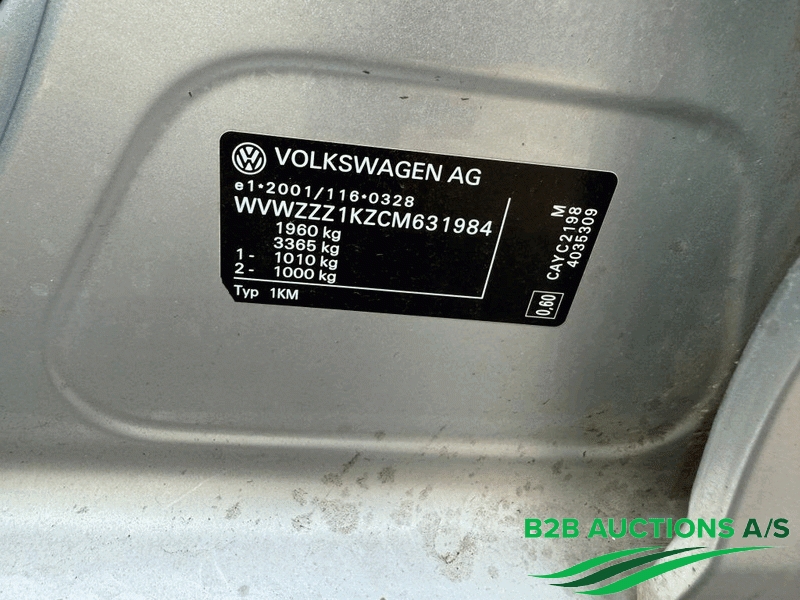 VOLKSWAGEN AG
e1*2001/116*0328
WVWZZZ1KZCM631984
1960 kg
3365 kg
1- 1010 kg
2- 1000 kg
Typ 1KM
M
CAYC2198
4035309
0,60
B2B AUCTIONS A/S